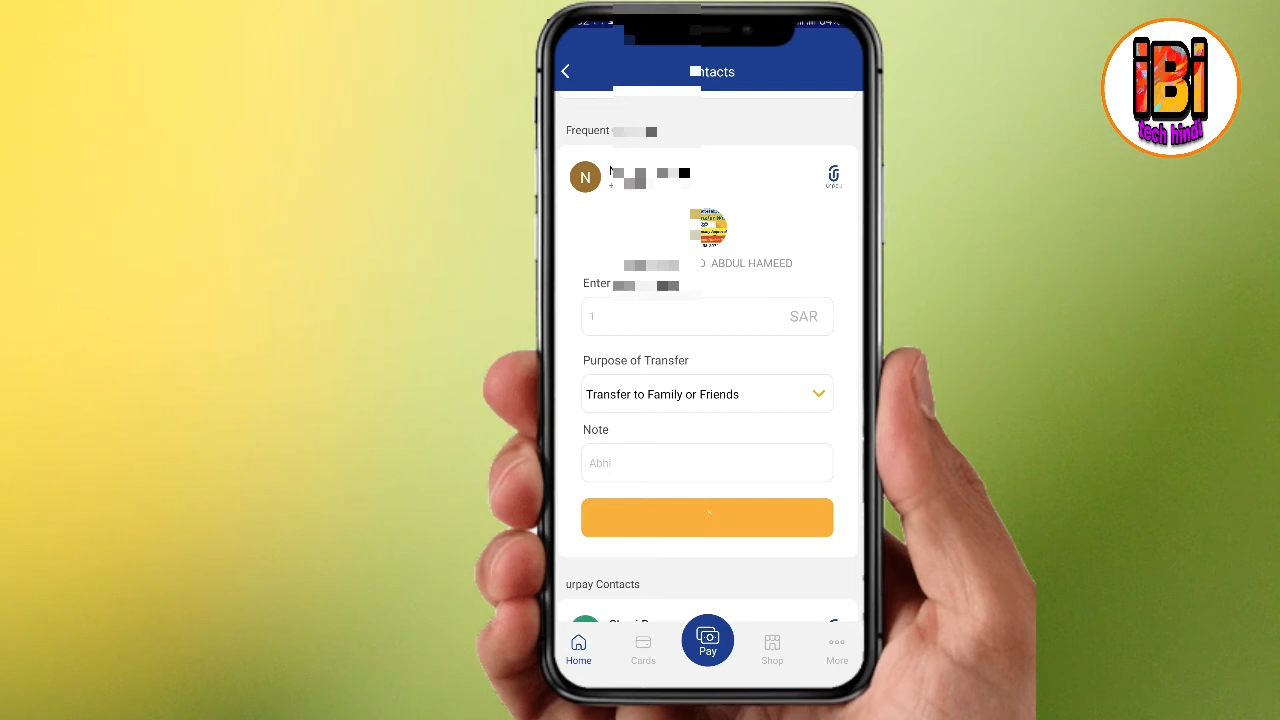 ntacts
Frequent
N
urpay
D ABDUL HAMEED
Enter
1 SAR
Purpose of Transfer
Transfer to Family or Friends
Note
Abhi
urpay Contacts
Home
Cards
Pay
Shop
More
iBi
tech hindi